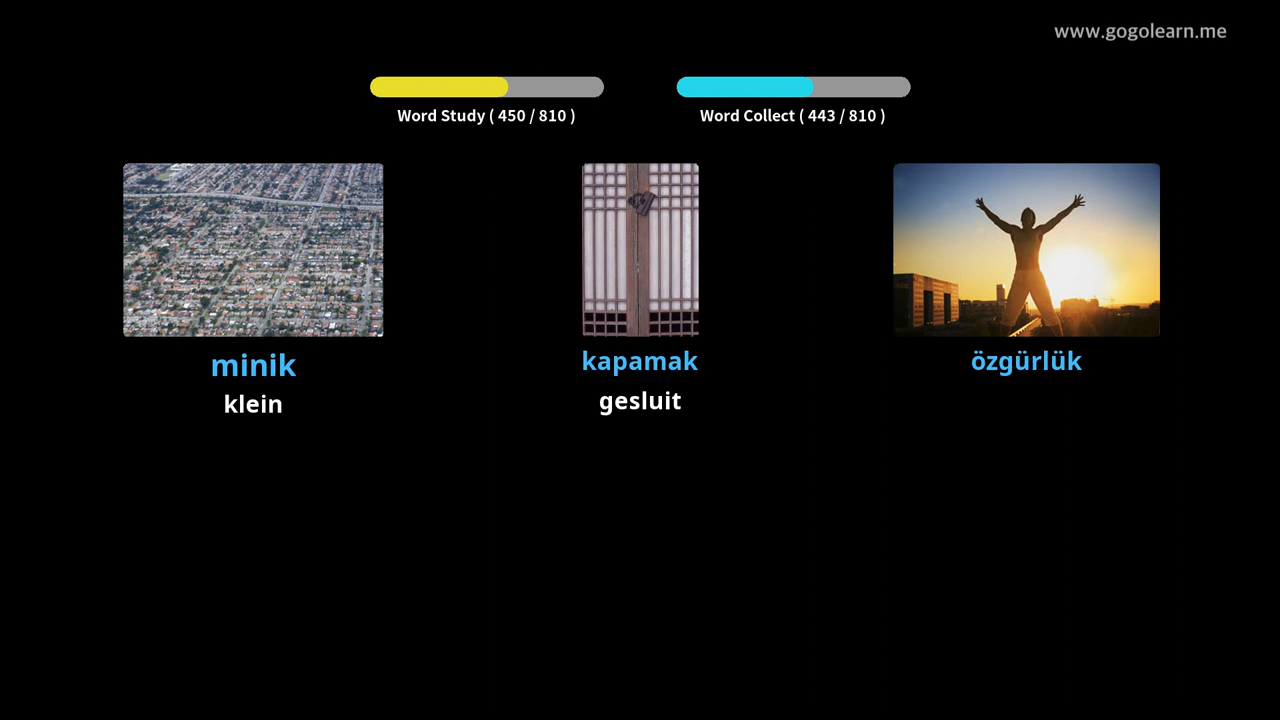 www.gogolearn.me
Word Study ( 450 / 810 )
Word Collect ( 443 / 810 )
minik
klein
kapamak
gesluit
özgürlük